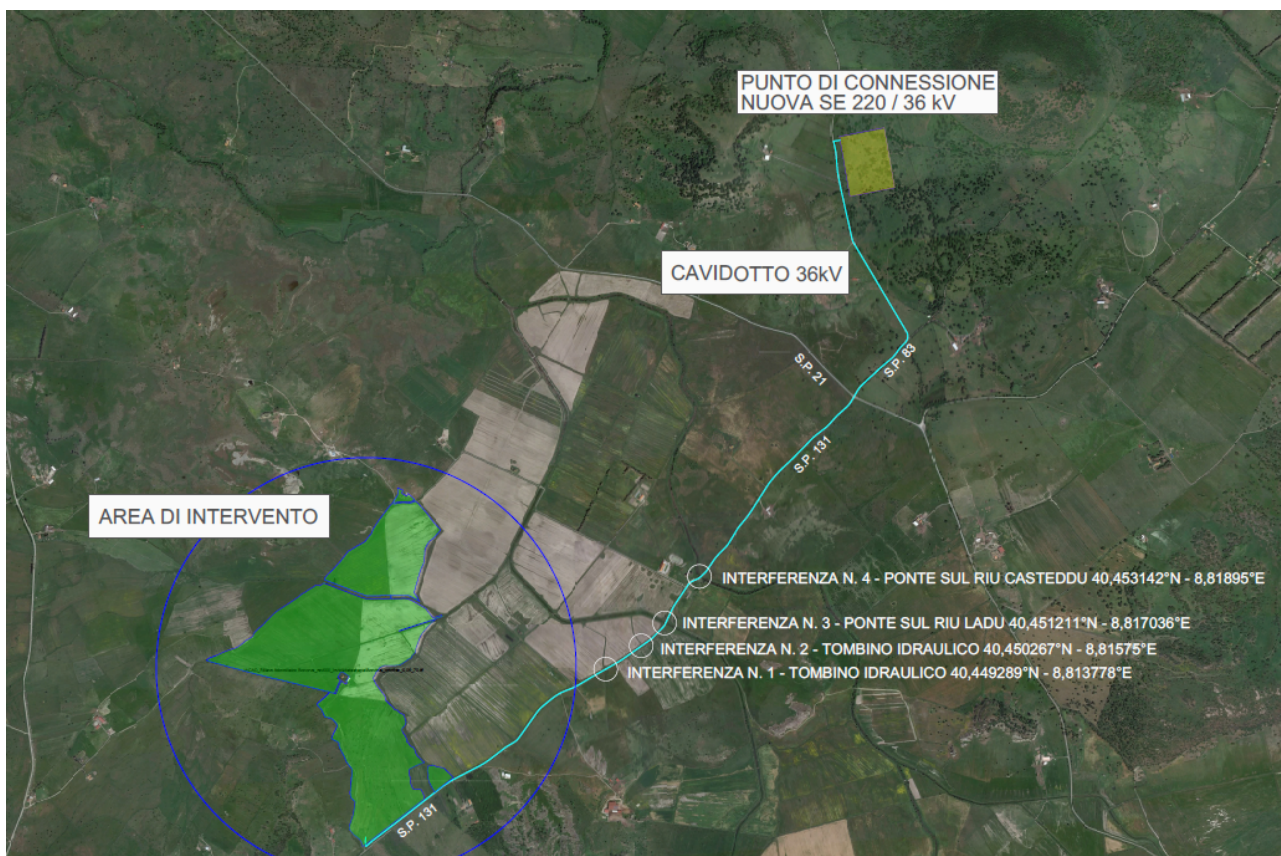 PUNTO DI CONNESSIONE
NUOVA SE 220 / 36 kV
CAVIDOTTO 36kV
S.P. 83
S.P. 21
S.P. 131
AREA DI INTERVENTO
INTERFERENZA N. 4 - PONTE SUL RIU CASTEDDU 40,453142°N - 8,81895°E
INTERFERENZA N. 3 - PONTE SUL RIU LADU 40,451211°N - 8,817036°E
INTERFERENZA N. 2 - TOMBINO IDRAULICO 40,450267°N - 8,81575°E
INTERFERENZA N. 1 - TOMBINO IDRAULICO 40,449289°N - 8,813778°E
S.P. 131